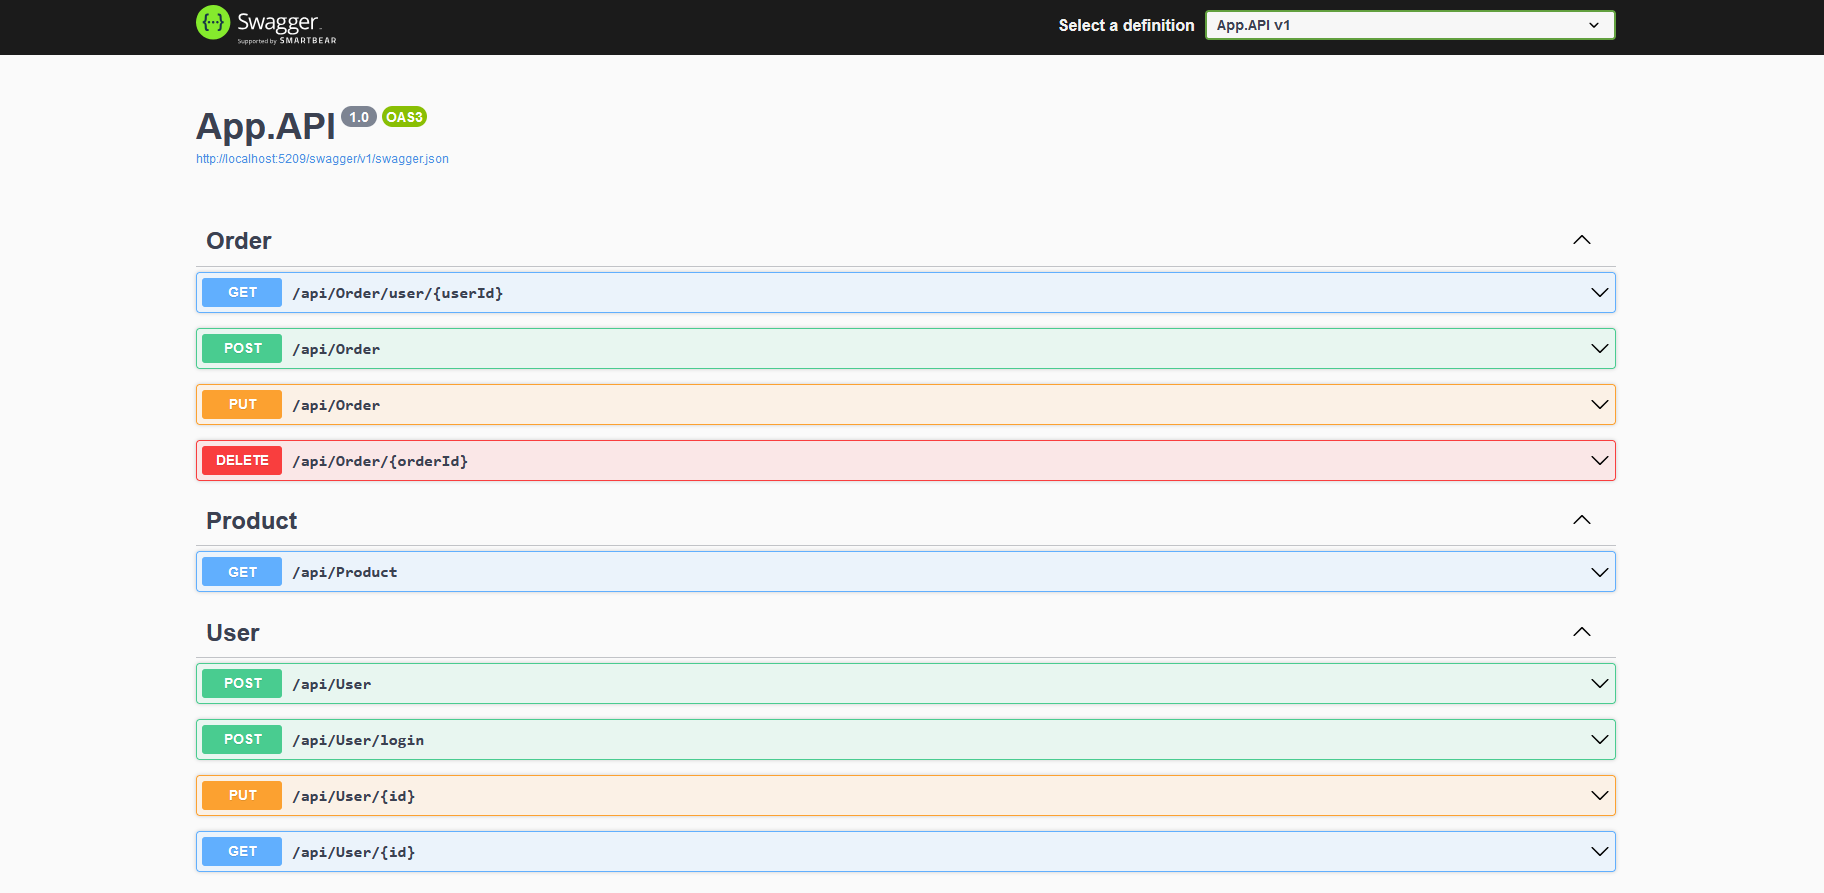 Swagger
Supported by SMARTBEAR
Select a definition
App.API v1
App.API 1.0 OAS3
http://localhost:5209/swagger/v1/swagger.json
Order
GET /api/Order/user/{userId}
POST /api/Order
PUT /api/Order
DELETE /api/Order/{orderId}
Product
GET /api/Product
User
POST /api/User
POST /api/User/login
PUT /api/User/{id}
GET /api/User/{id}